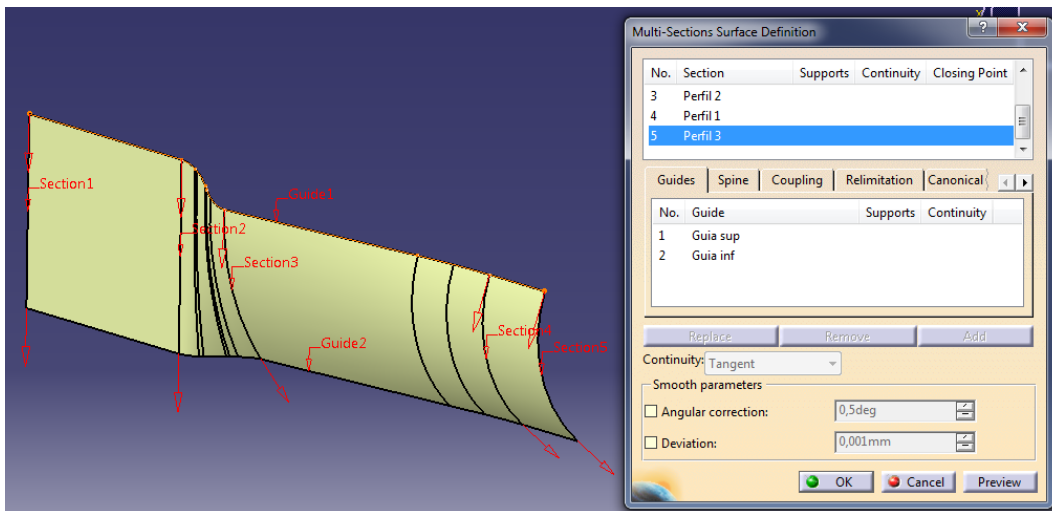 Multi-Sections Surface Definition
No. Section Supports Continuity Closing Point
3 Perfil 2
4 Perfil 1
5 Perfil 3
Guides Spine Coupling Relimitation Canonical
No. Guide Supports Continuity
1 Guia sup
2 Guia inf
Replace Remove Add
Continuity: Tangent
Smooth parameters
Angular correction: 0,5deg
Deviation: 0,001mm
OK Cancel Preview
Section1
Guide1
Section2
Section3
Guide2
Section4
Section5